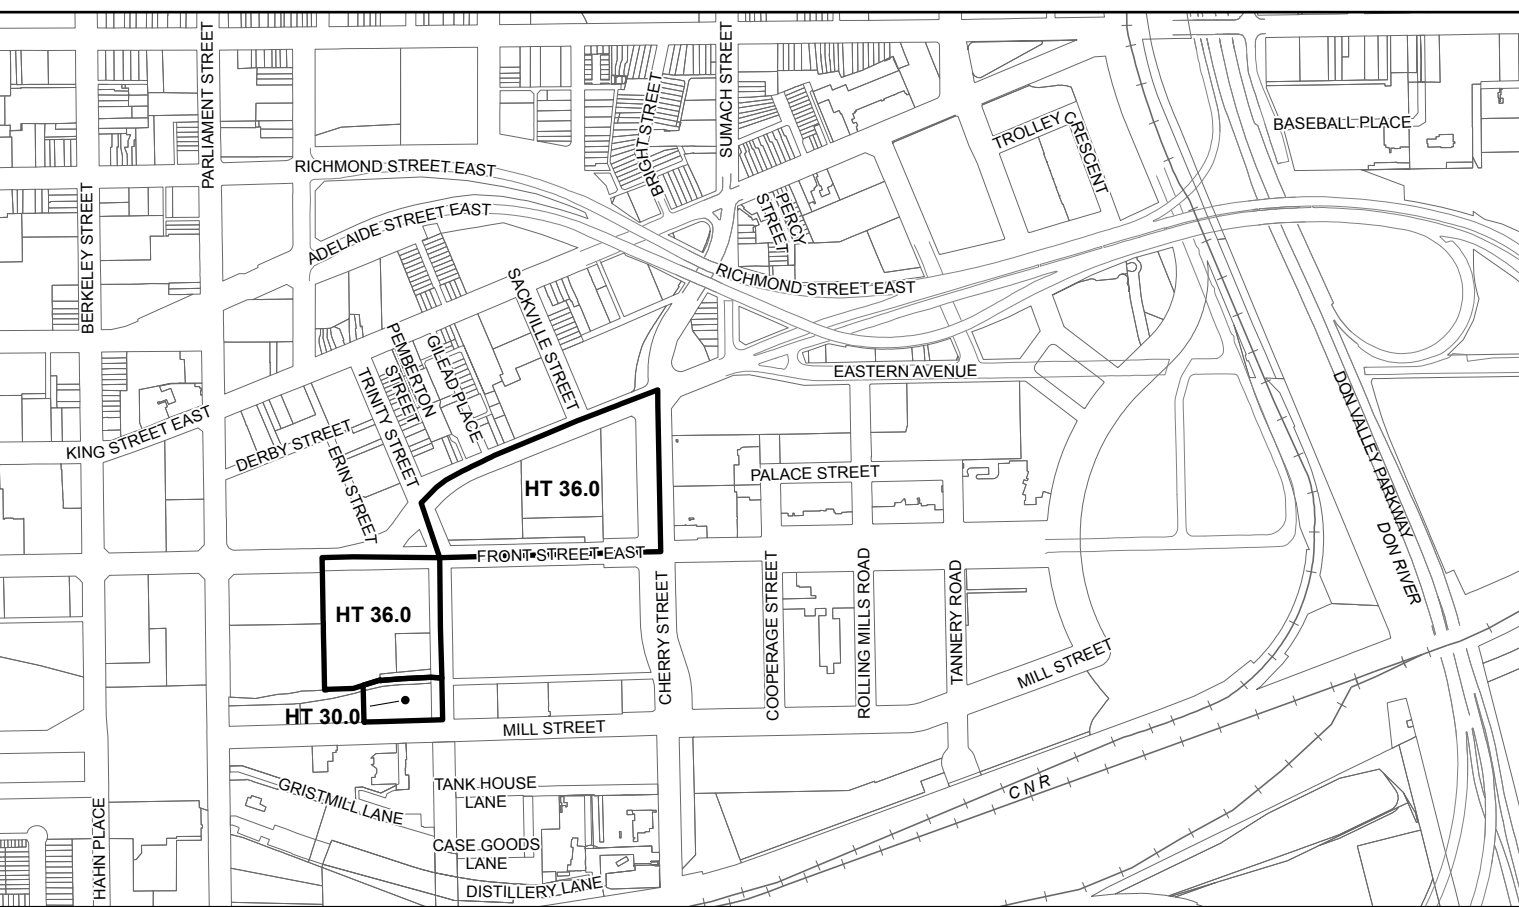 PARLIAMENT STREET
SUMACH STREET
BRIGHT STREET
TROLLEY
CRESCENT
BASEBALL PLACE
RICHMOND STREET EAST
BERKELEY STREET
ADELAIDE STREET EAST
PERCY
STREET
RICHMOND STREET EAST
SACKVILLE STREET
PEMBERTON
STREET
GILEAD PLACE
TRINITY STREET
EASTERN AVENUE
DON VALLEY PARKWAY
KING STREET EAST
DERBY STREET
ERIN STREET
PALACE STREET
HT 36.0
DON RIVER
FRONT STREET EAST
HT 36.0
CHERRY STREET
COOPERAGE STREET
ROLLING MILLS ROAD
TANNERY ROAD
MILL STREET
HT 30.0
MILL STREET
GRISTMILL LANE
TANK HOUSE
LANE
CNR
HAHN PLACE
CASE GOODS
LANE
DISTILLERY LANE